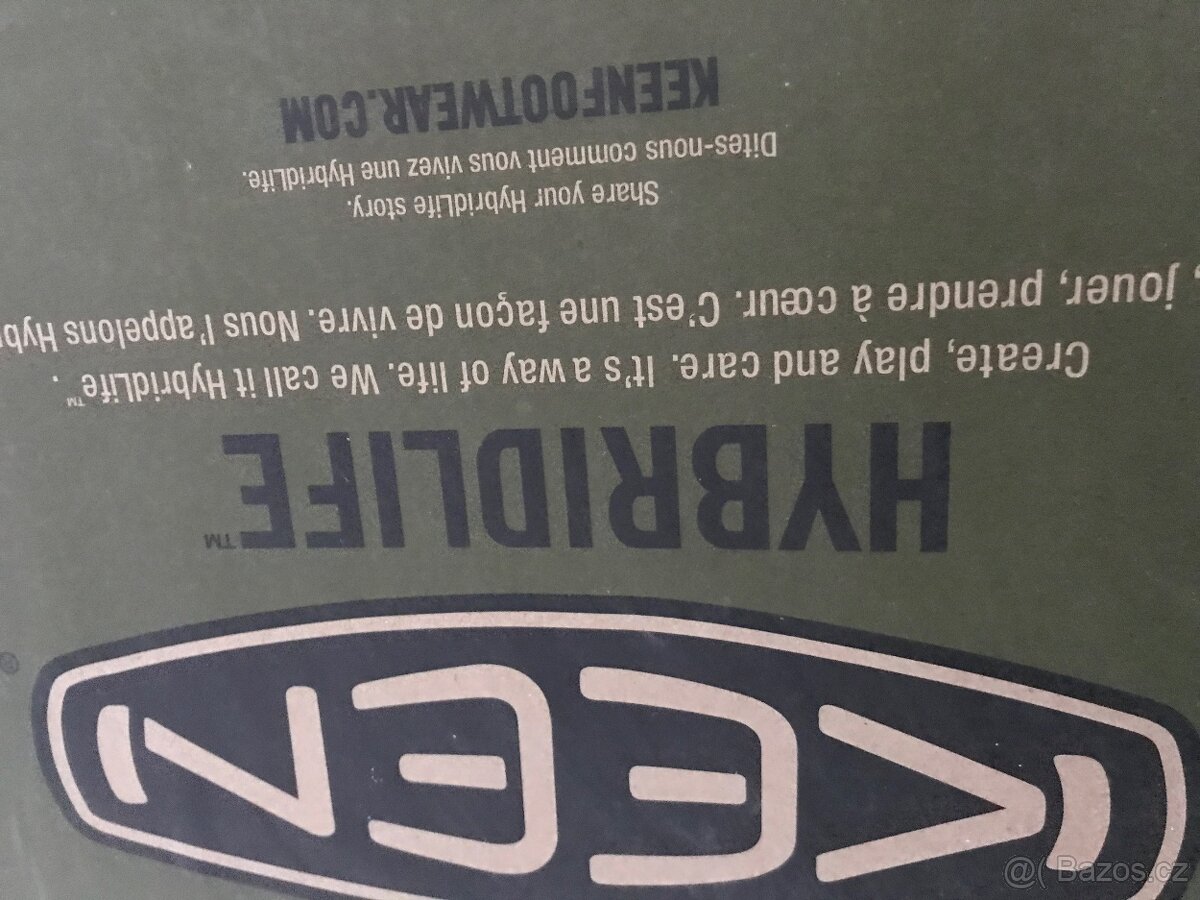 KEEN
®
HYBRIDLIFE™
Create, play and care. It's a way of life. We call it HybridLife™.
, jouer, prendre à cœur. C'est une façon de vivre. Nous l'appelons Hyb
Share your HybridLife story.
Dites-nous comment vous vivez une HybridLife.
KEENFOOTWEAR.COM
@( Bazos.cz